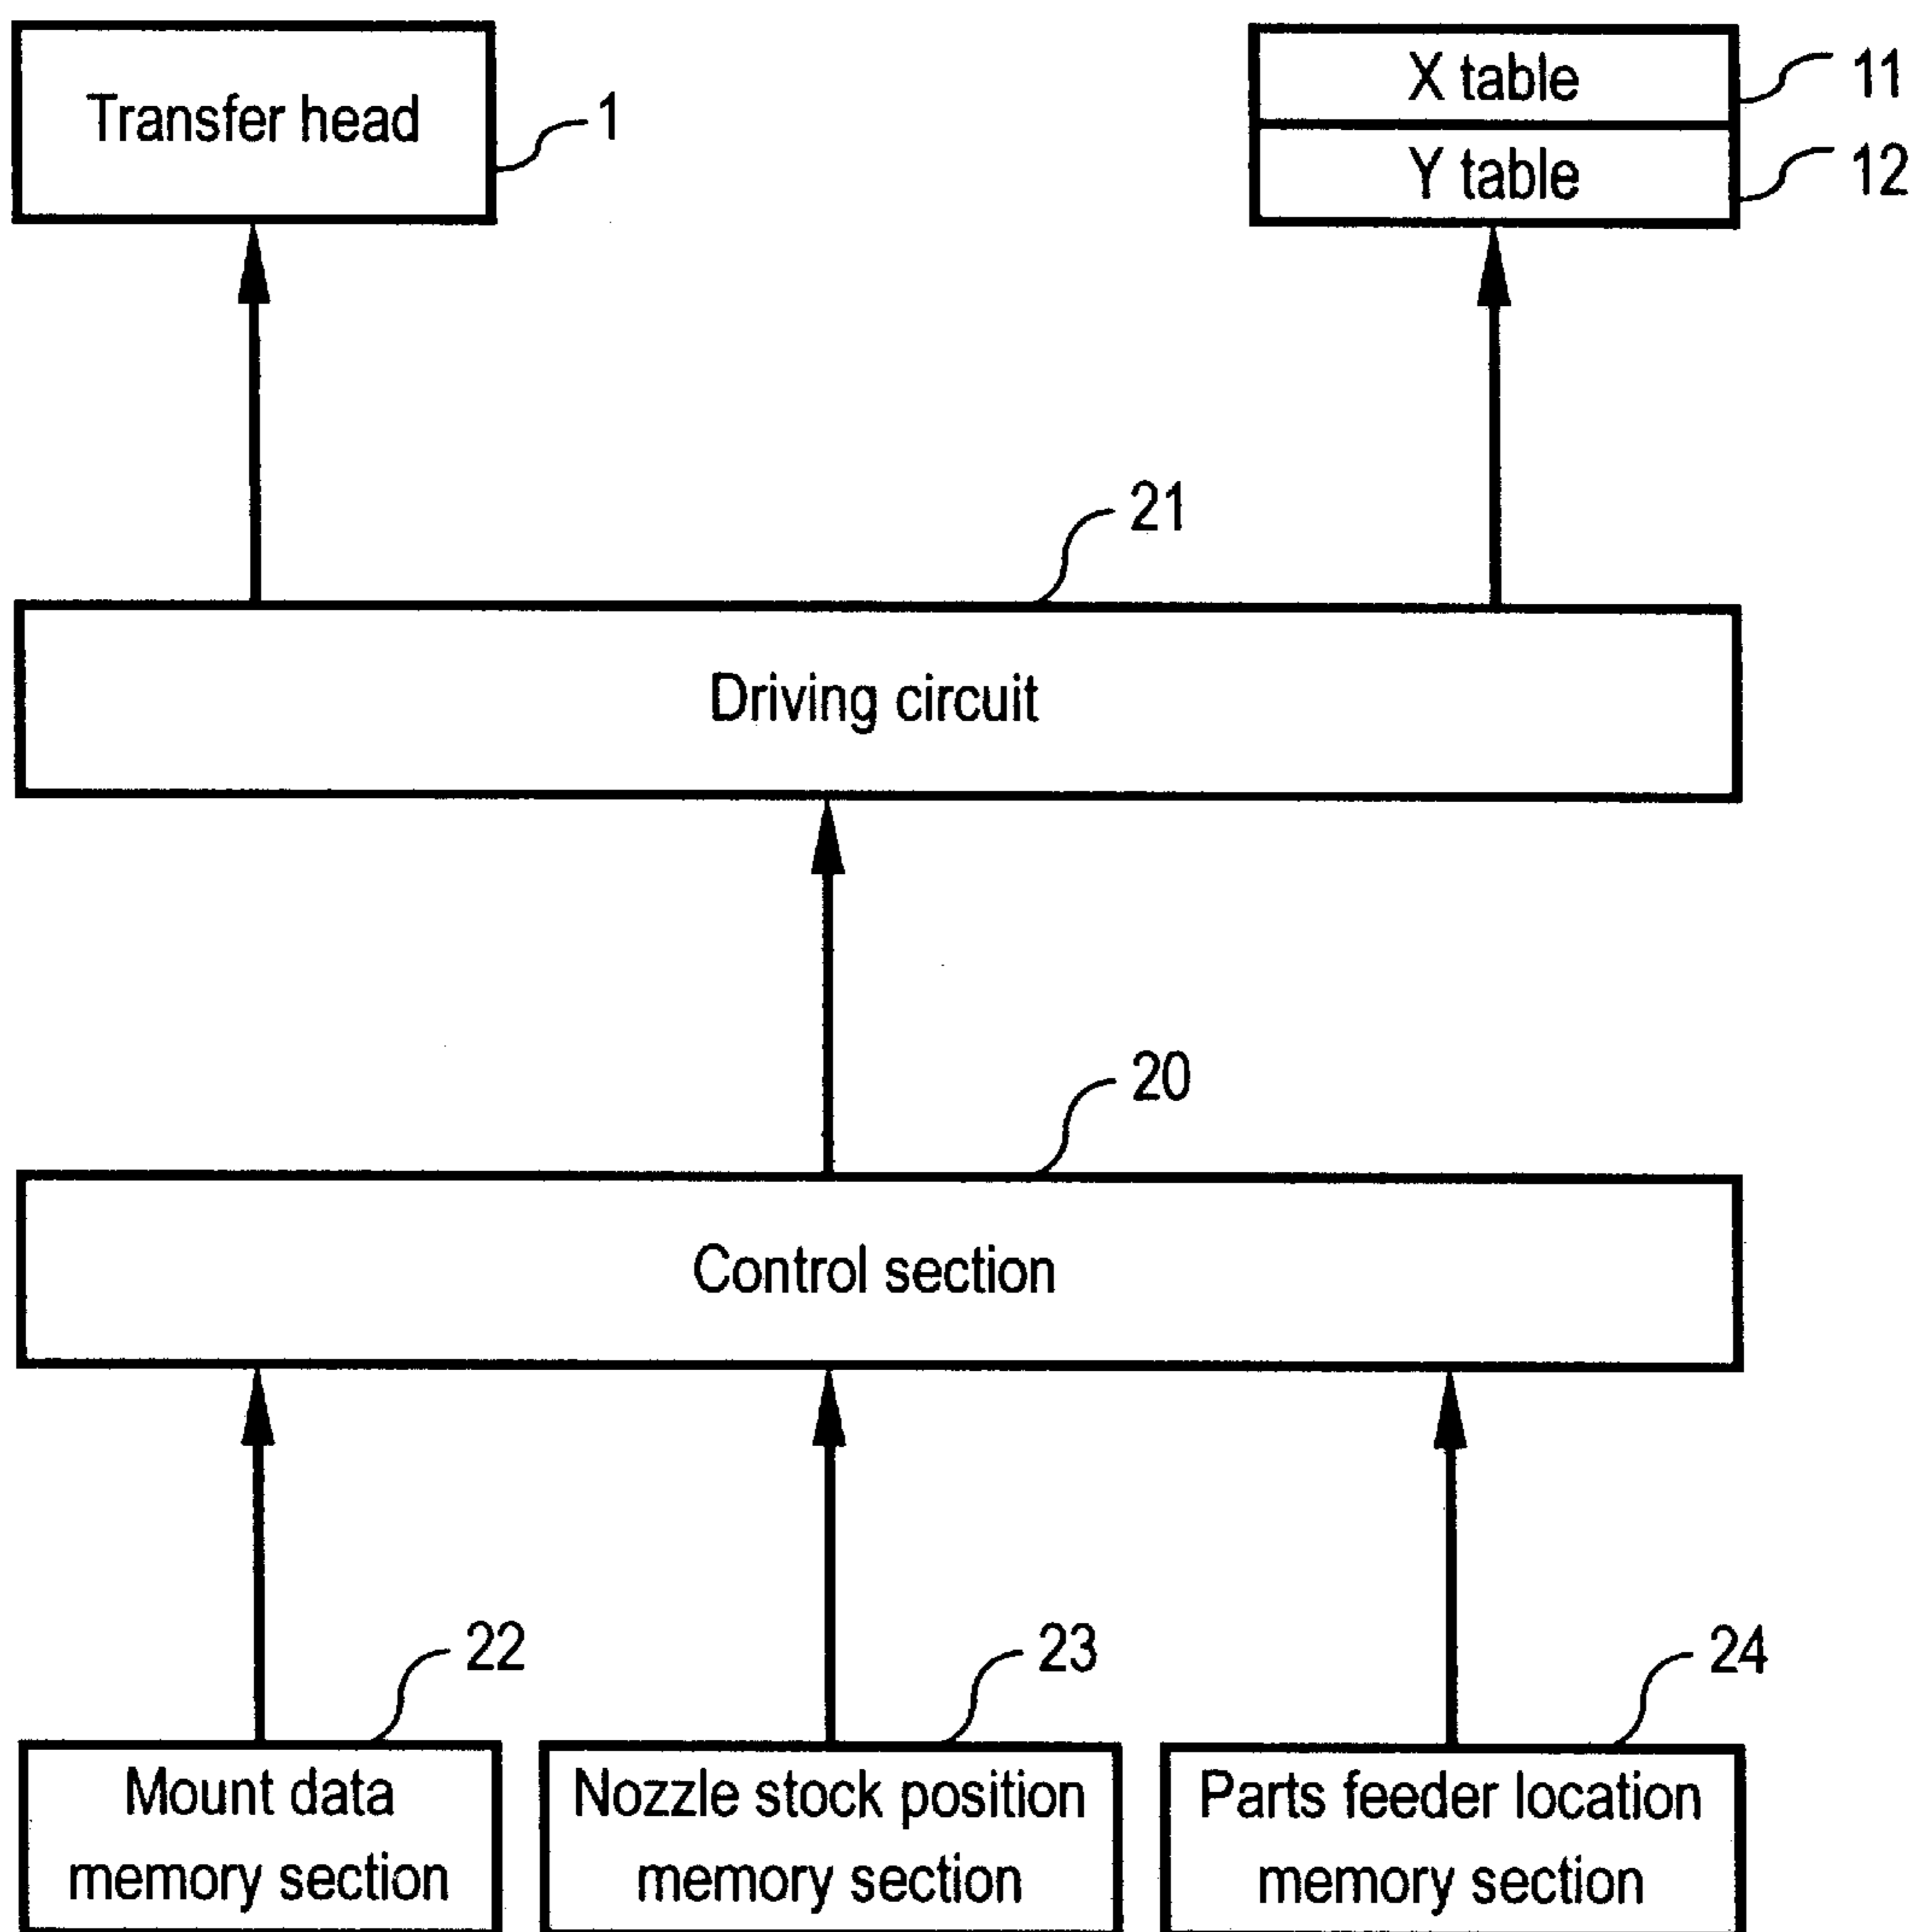 Transfer head
1
X table
11
Y table
12
21
Driving circuit
20
Control section
22
23
24
Mount data
memory section
Nozzle stock position
memory section
Parts feeder location
memory section